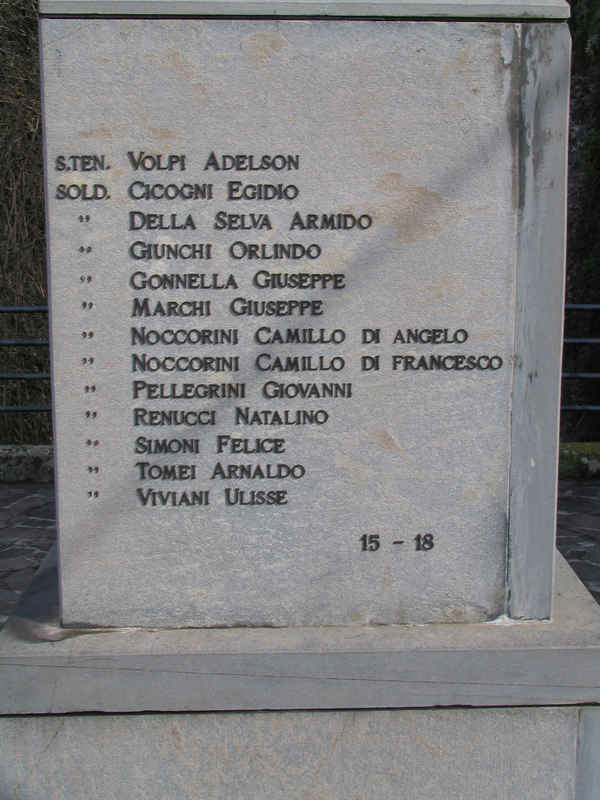 S.TEN. VOLPI ADELSON
SOLD. CICOGNI EGIDIO
" DELLA SELVA ARMIDO
" GIUNCHI ORLINDO
" GONNELLA GIUSEPPE
" MARCHI GIUSEPPE
" NOCCORINI CAMILLO DI ANGELO
" NOCCORINI CAMILLO DI FRANCESCO
" PELLEGRINI GIOVANNI
" RENUCCI NATALINO
" SIMONI FELICE
" TOMEI ARNALDO
" VIVIANI ULISSE
15 - 18